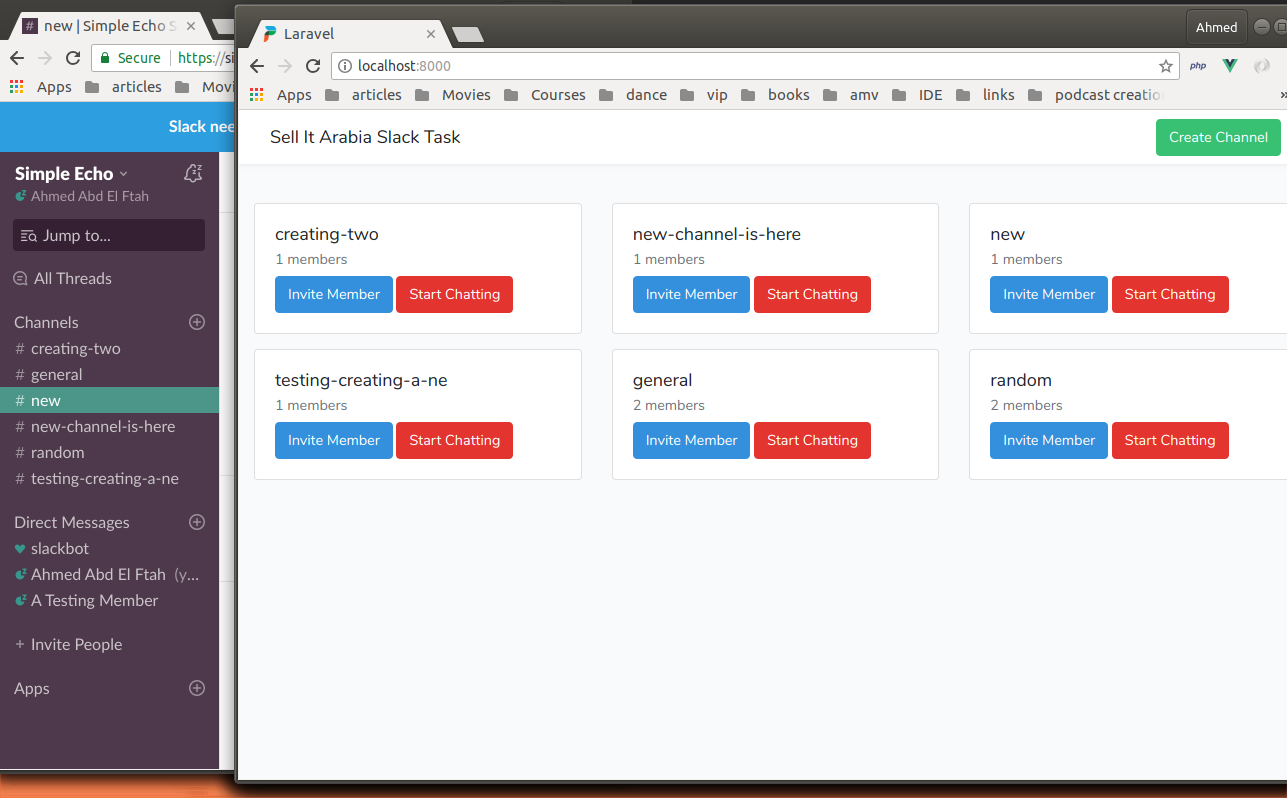 new | Simple Echo S
Secure
https://si
Apps
articles
Movi
Slack nee
Simple Echo
Ahmed Abd El Ftah
Jump to...
All Threads
Channels
# creating-two
# general
# new
# new-channel-is-here
# random
# testing-creating-a-ne
Direct Messages
slackbot
Ahmed Abd El Ftah (y...
A Testing Member
+ Invite People
Apps
Laravel
Ahmed
localhost:8000
php
Apps articles Movies Courses dance vip books amv IDE links podcast creatio »
Sell It Arabia Slack Task
Create Channel
creating-two
1 members
Invite Member Start Chatting
new-channel-is-here
1 members
Invite Member Start Chatting
new
1 members
Invite Member Start Chatting
testing-creating-a-ne
1 members
Invite Member Start Chatting
general
2 members
Invite Member Start Chatting
random
2 members
Invite Member Start Chatting